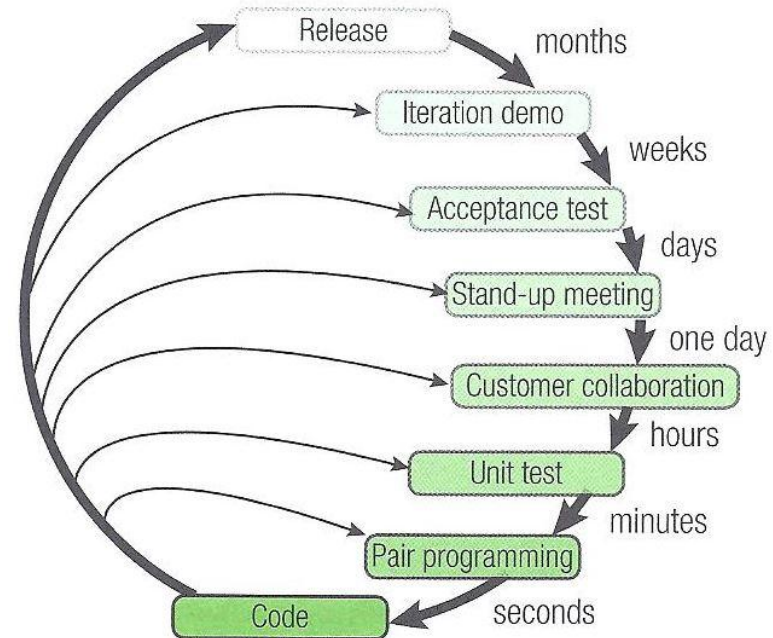 Release
months
Iteration demo
weeks
Acceptance test
days
Stand-up meeting
one day
Customer collaboration
hours
Unit test
minutes
Pair programming
seconds
Code